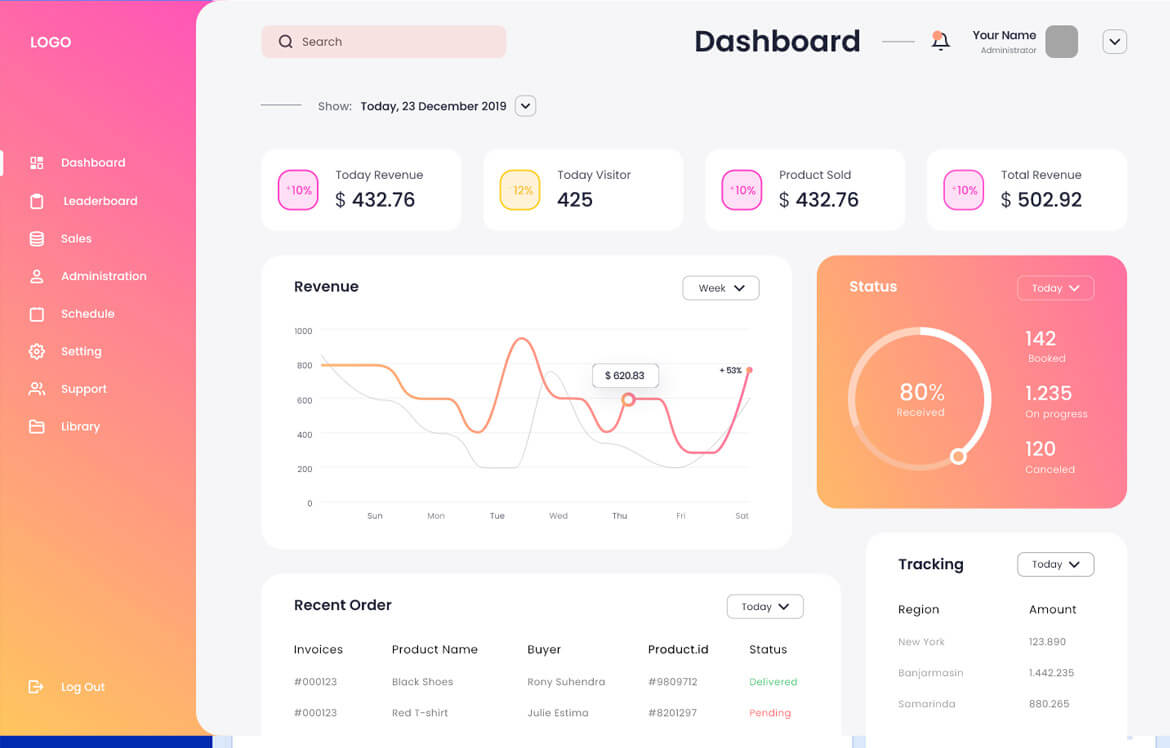 LOGO
Search
Dashboard
Your Name
Administrator
Show: Today, 23 December 2019
Dashboard
Leaderboard
Sales
Administration
Schedule
Setting
Support
Library
Log Out
+10%
Today Revenue
$ 432.76
12%
Today Visitor
425
+10%
Product Sold
$ 432.76
+10%
Total Revenue
$ 502.92
Revenue
Week
1000
800
600
400
200
0
$ 620.83
+ 53%
Sun Mon Tue Wed Thu Fri Sat
Status
Today
80%
Received
142
Booked
1.235
On progress
120
Canceled
Recent Order
Today
Invoices Product Name Buyer Product.id Status
#000123 Black Shoes Rony Suhendra #9809712 Delivered
#000123 Red T-shirt Julie Estima #8201297 Pending
Tracking
Today
Region Amount
New York 123.890
Banjarmasin 1.442.235
Samarinda 880.265